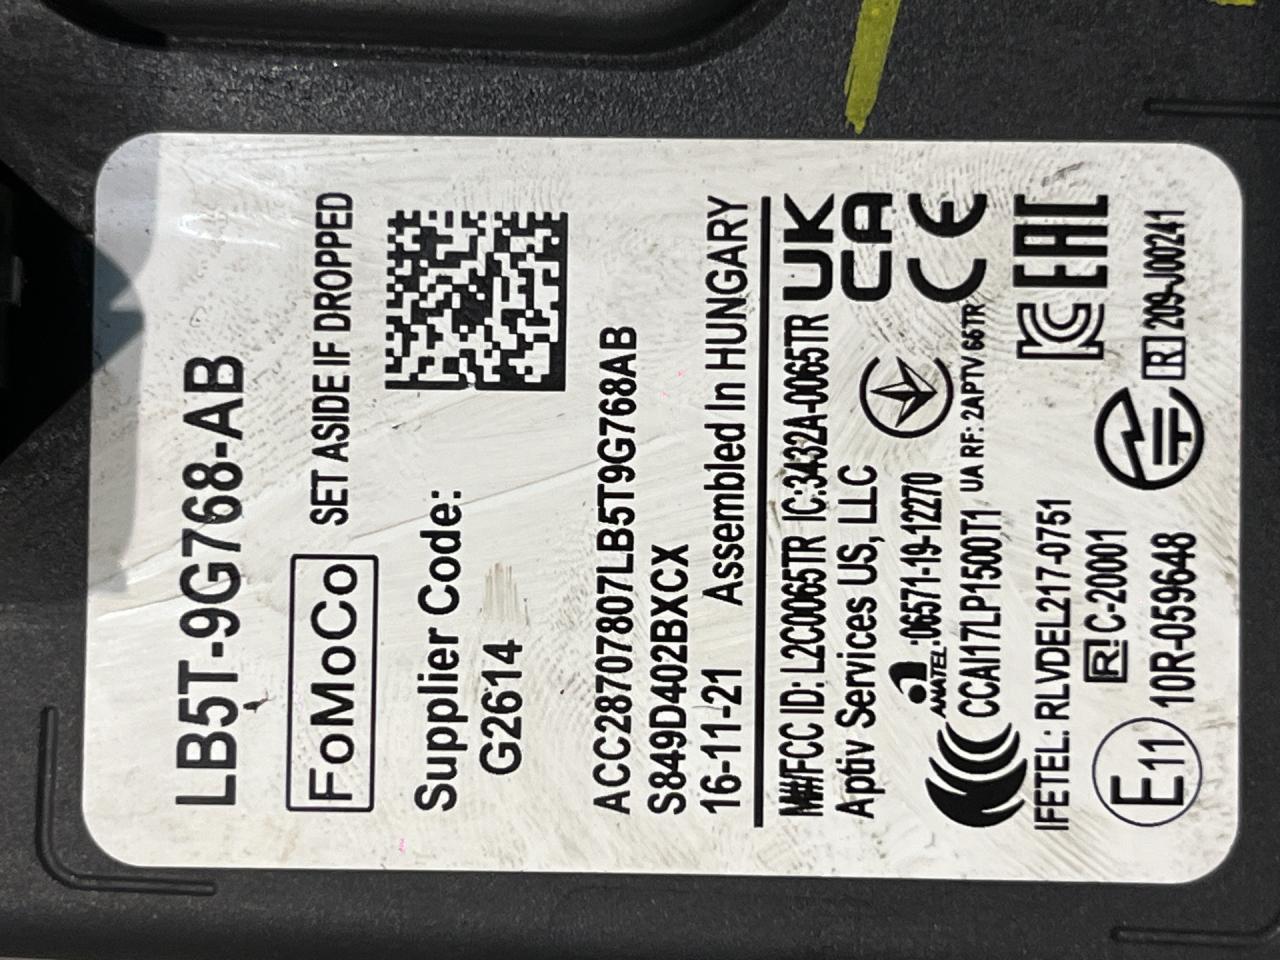 LB5T-9G768-AB
FoMoCo SET ASIDE IF DROPPED
Supplier Code:
G2614
ACC28707807LB5T9G768AB
S849D402BXCX
16-11-21 Assembled In HUNGARY
FCC ID: L2C0065TR IC:3432A-0065TR
UK
CA
Aptiv Services US, LLC
ANATEL:06571-19-12270
CE
CCAI17LP1500T1 UA RF: 2APTV 66TR
EAC
IFETEL: RLVDEL217-0751
R C-20001
R 209-J00241
E11 10R-059648